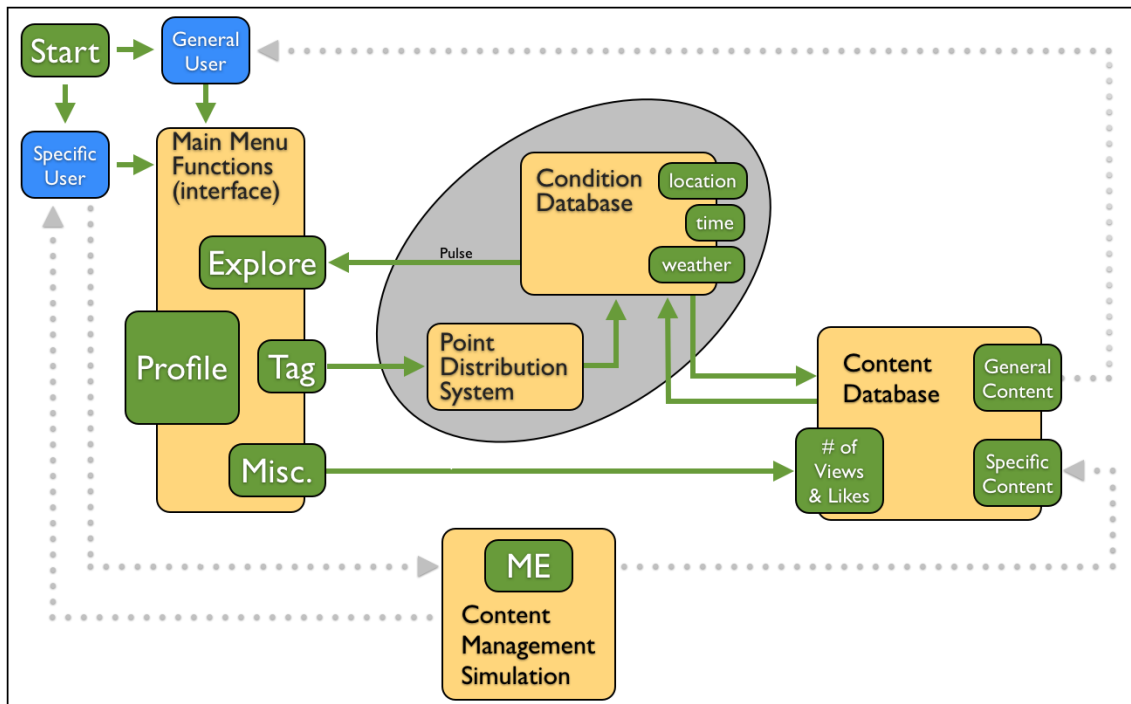 Start
General
User
Specific
User
Main Menu
Functions
(interface)
Explore
Profile
Tag
Misc.
Pulse
Condition
Database
location
time
weather
Point
Distribution
System
Content
Database
General
Content
# of
Views
& Likes
Specific
Content
ME
Content
Management
Simulation